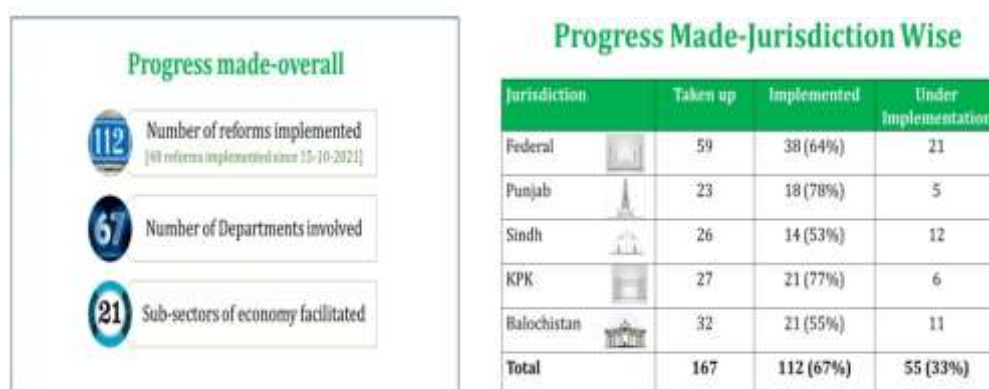 Progress made-overall
112
Number of reforms implemented
[48 reforms implemented since 15-10-2021]
67
Number of Departments involved
21
Sub-sectors of economy facilitated
Progress Made-Jurisdiction Wise
Jurisdiction Taken up Implemented Under Implementation
Federal 59 38 (64%) 21
Punjab 23 18 (78%) 5
Sindh 26 14 (53%) 12
KPK 27 21 (77%) 6
Balochistan 32 21 (55%) 11
Total 167 112 (67%) 55 (33%)